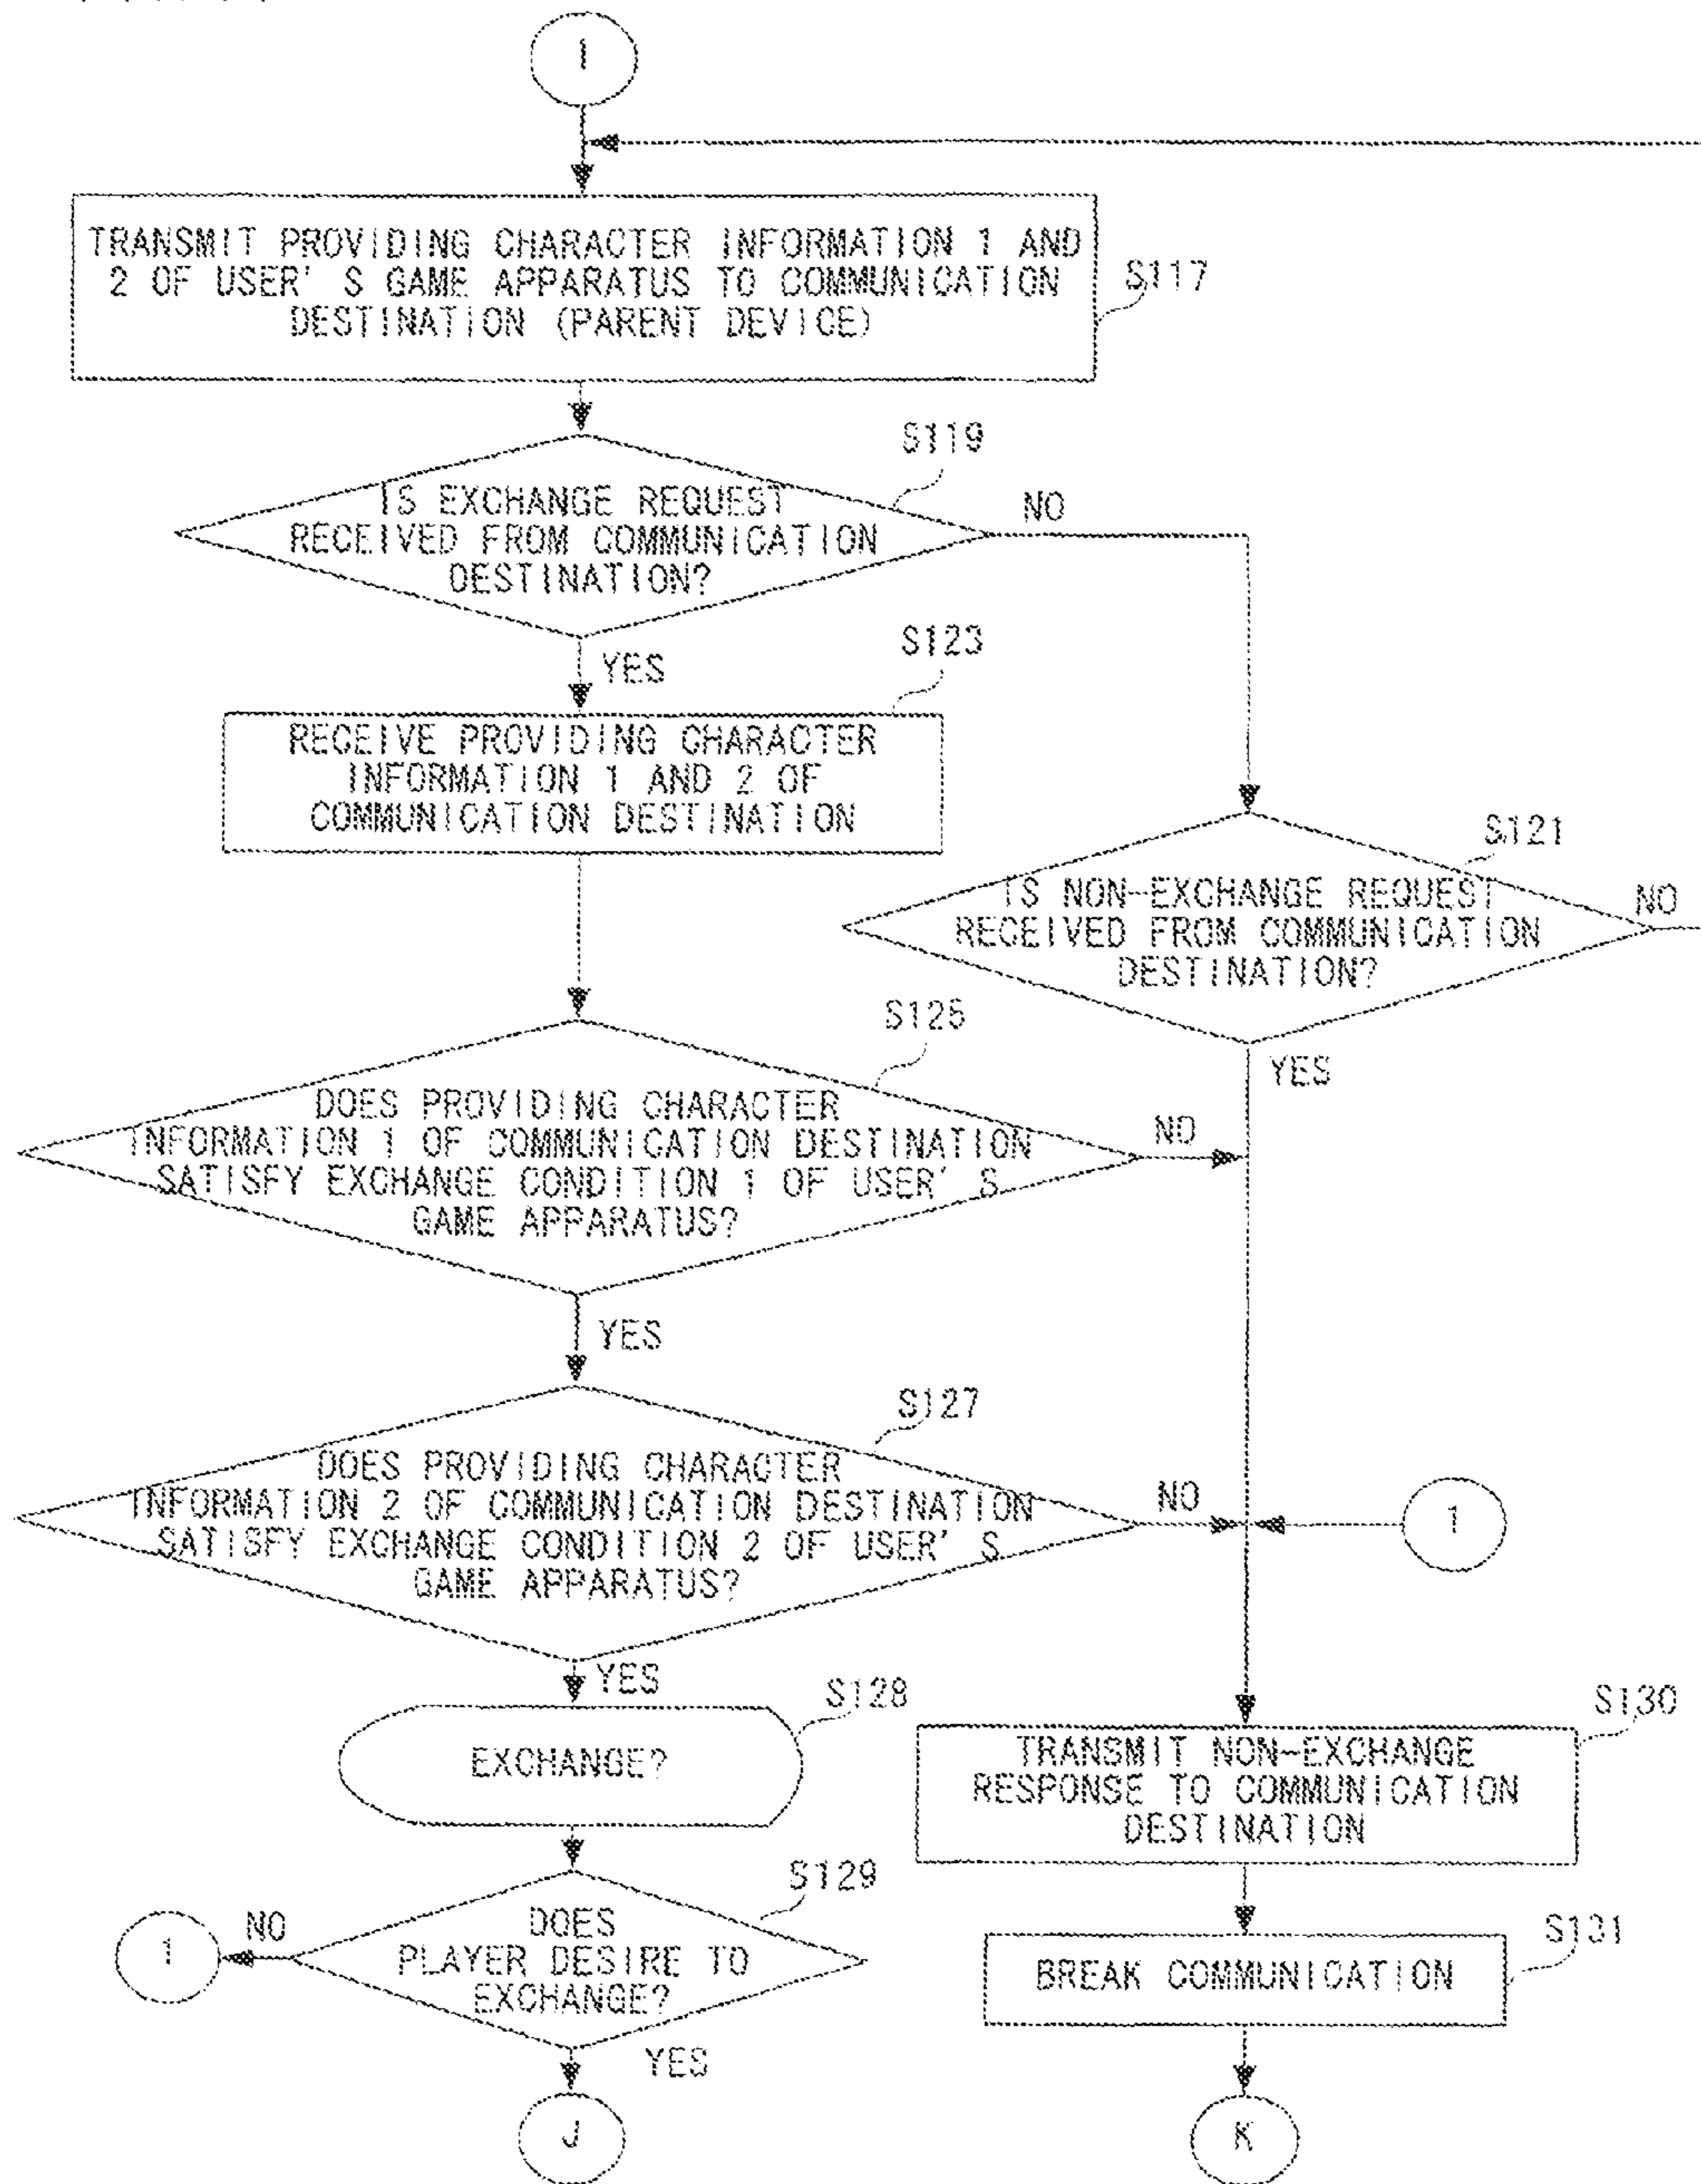 I
TRANSMIT PROVIDING CHARACTER INFORMATION 1 AND
2 OF USER'S GAME APPARATUS TO COMMUNICATION
DESTINATION (PARENT DEVICE)
S117
S119
IS EXCHANGE REQUEST
RECEIVED FROM COMMUNICATION
DESTINATION?
NO
YES
S123
RECEIVE PROVIDING CHARACTER
INFORMATION 1 AND 2 OF
COMMUNICATION DESTINATION
S121
IS NON-EXCHANGE REQUEST
RECEIVED FROM COMMUNICATION
DESTINATION?
NO
YES
S125
DOES PROVIDING CHARACTER
INFORMATION 1 OF COMMUNICATION DESTINATION
SATISFY EXCHANGE CONDITION 1 OF USER'S
GAME APPARATUS?
NO
YES
S127
DOES PROVIDING CHARACTER
INFORMATION 2 OF COMMUNICATION DESTINATION
SATISFY EXCHANGE CONDITION 2 OF USER'S
GAME APPARATUS?
NO
1
YES
S128
EXCHANGE?
S130
TRANSMIT NON-EXCHANGE
RESPONSE TO COMMUNICATION
DESTINATION
S129
DOES
PLAYER DESIRE TO
EXCHANGE?
NO
1
YES
J
S131
BREAK COMMUNICATION
K